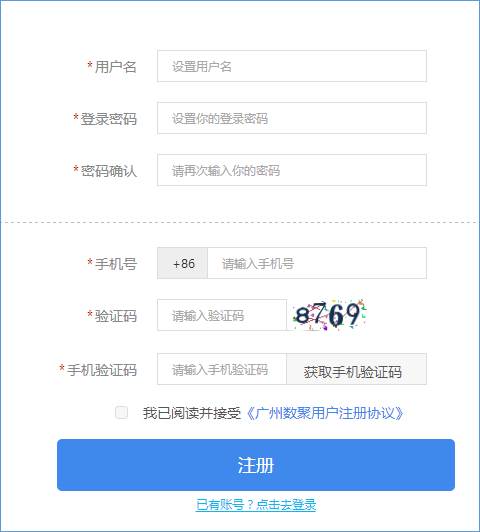 *用户名 设置用户名
*登录密码 设置你的登录密码
*密码确认 请再次输入你的密码
*手机号 +86 请输入手机号
*验证码 请输入验证码 8769
*手机验证码 请输入手机验证码 获取手机验证码
我已阅读并接受《广州数聚用户注册协议》
注册
已有账号？点击去登录